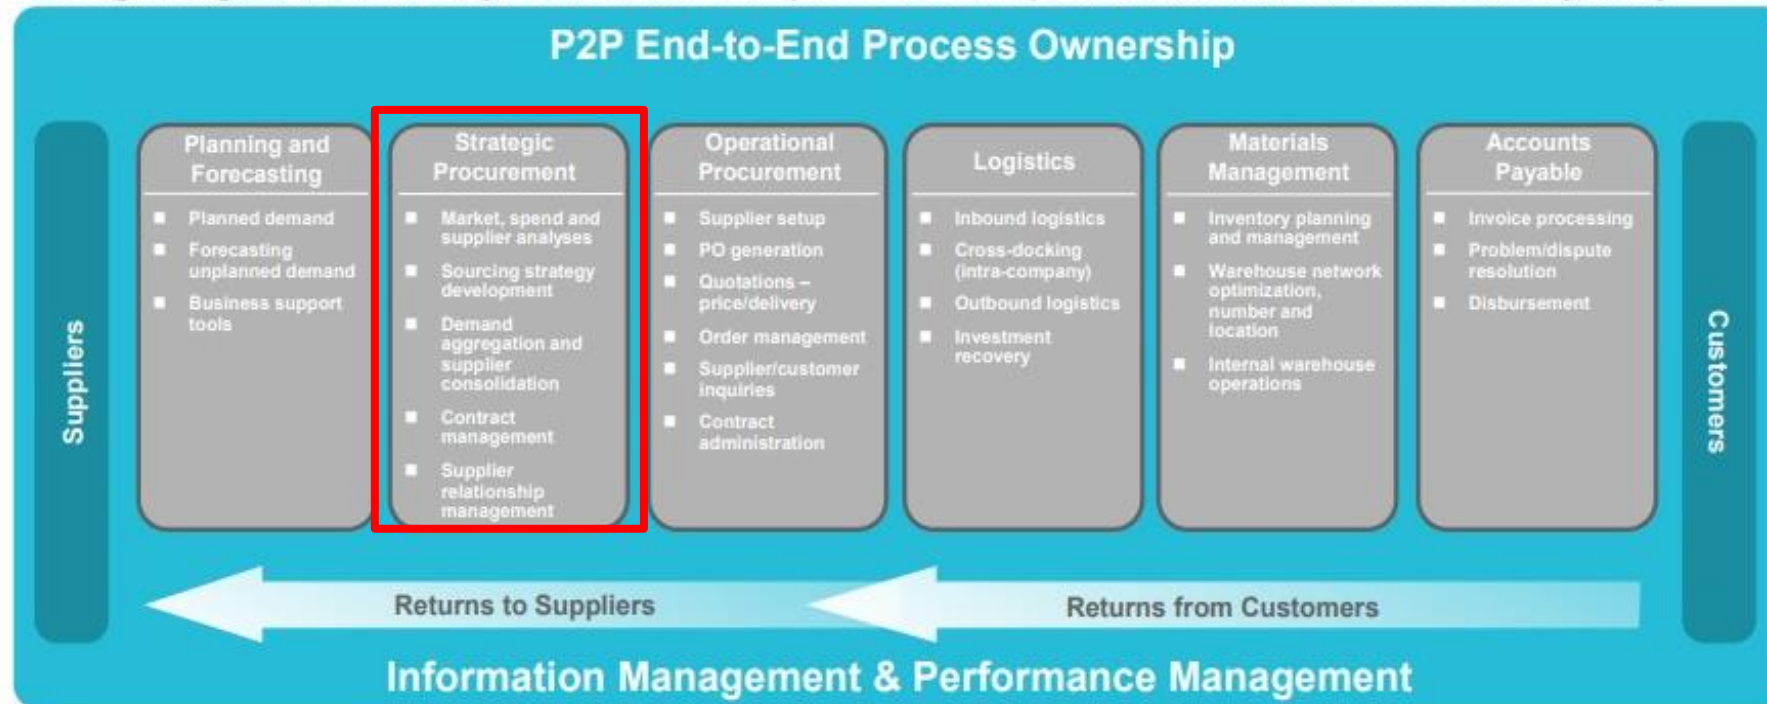 P2P End-to-End Process Ownership
Suppliers
Planning and
Forecasting
Planned demand
Forecasting
unplanned demand
Business support
tools
Strategic
Procurement
Market, spend and
supplier analyses
Sourcing strategy
development
Demand
aggregation and
supplier
consolidation
Contract
management
Supplier
relationship
management
Operational
Procurement
Supplier setup
PO generation
Quotations –
price/delivery
Order management
Supplier/customer
inquiries
Contract
administration
Logistics
Inbound logistics
Cross-docking
(intra-company)
Outbound logistics
Investment
recovery
Materials
Management
Inventory planning
and management
Warehouse network
optimization,
number and
location
Internal warehouse
operations
Accounts
Payable
Invoice processing
Problem/dispute
resolution
Disbursement
Customers
Returns to Suppliers
Returns from Customers
Information Management & Performance Management